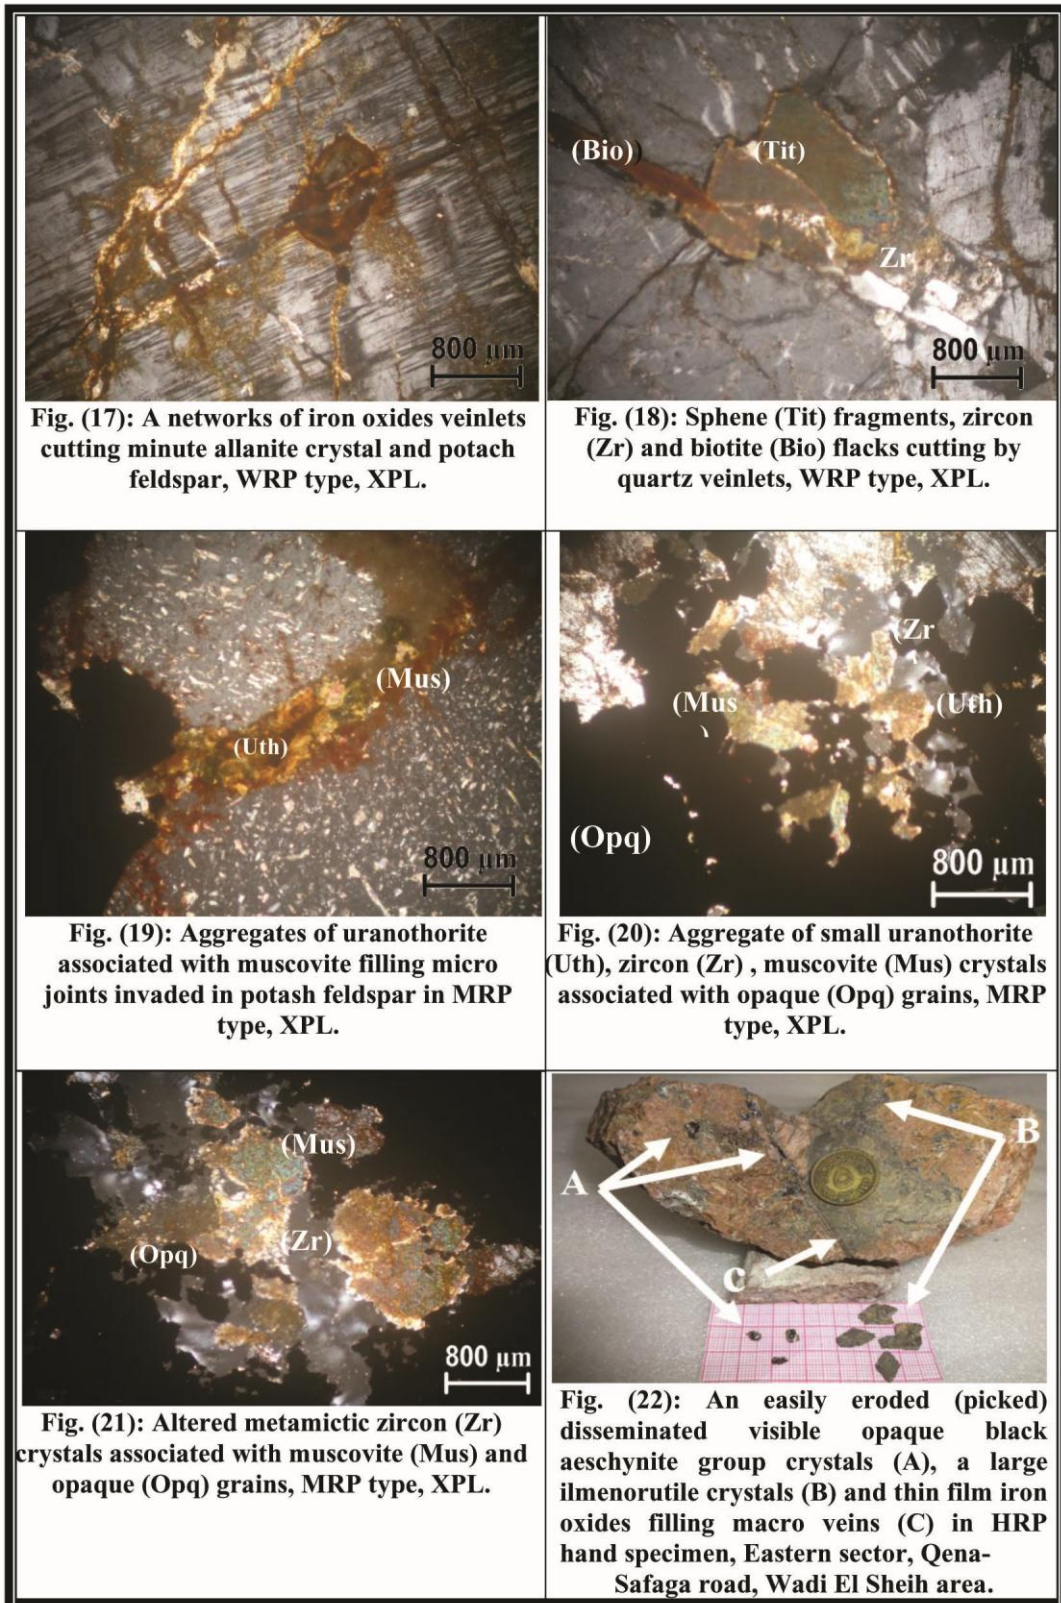 800 µm
Fig. (17): A networks of iron oxides veinlets
cutting minute allanite crystal and potach
feldspar, WRP type, XPL.
(Bio)
(Tit)
Zr
800 µm
Fig. (18): Sphene (Tit) fragments, zircon
(Zr) and biotite (Bio) flacks cutting by
quartz veinlets, WRP type, XPL.
(Mus)
(Uth)
800 µm
Fig. (19): Aggregates of uranothorite
associated with muscovite filling micro
joints invaded in potash feldspar in MRP
type, XPL.
(Zr
(Mus
)
(Uth)
(Opq)
800 µm
Fig. (20): Aggregate of small uranothorite
(Uth), zircon (Zr) , muscovite (Mus) crystals
associated with opaque (Opq) grains, MRP
type, XPL.
(Mus)
(Zr)
(Opq)
800 µm
Fig. (21): Altered metamictic zircon (Zr)
crystals associated with muscovite (Mus) and
opaque (Opq) grains, MRP type, XPL.
B
A
C
Fig. (22): An easily eroded (picked)
disseminated visible opaque black
aeschynite group crystals (A), a large
ilmenorutile crystals (B) and thin film iron
oxides filling macro veins (C) in HRP
hand specimen, Eastern sector, Qena-
Safaga road, Wadi El Sheih area.